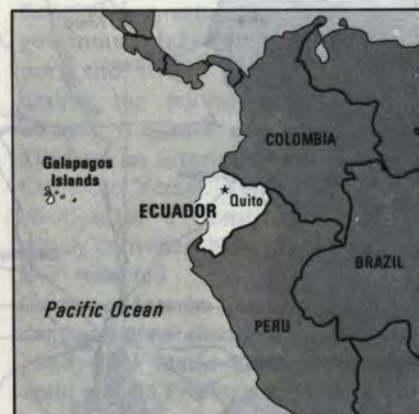 COLOMBIA
Galapagos
Islands
Quito
ECUADOR
BRAZIL
Pacific Ocean
PERU